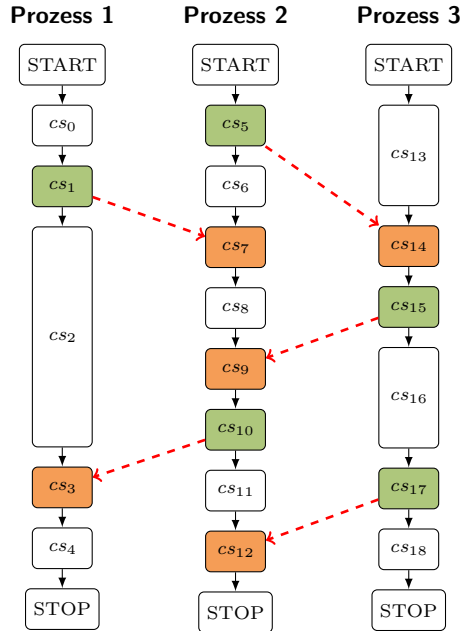 Prozess 1 Prozess 2 Prozess 3
START START START
cs₀ cs₅ cs₁₃
cs₁ cs₆
cs₇ cs₁₄
cs₈ cs₁₅
cs₂
cs₉ cs₁₆
cs₁₀
cs₃ cs₁₁ cs₁₇
cs₄ cs₁₂ cs₁₈
STOP STOP STOP